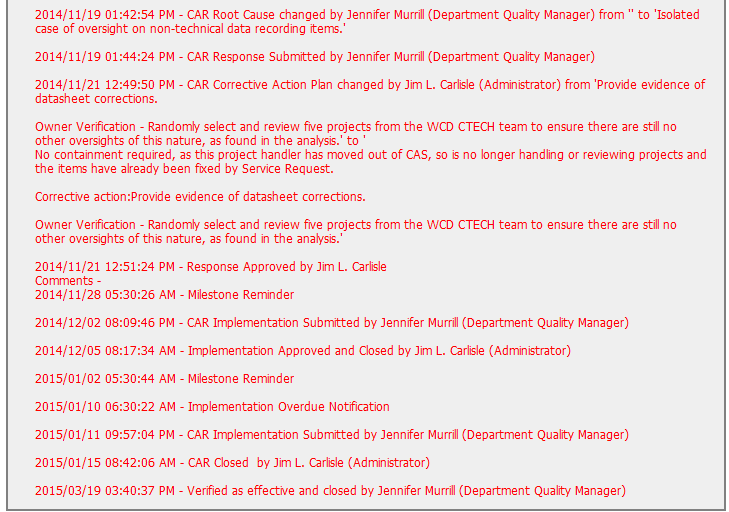 2014/11/19 01:42:54 PM - CAR Root Cause changed by Jennifer Murrill (Department Quality Manager) from '' to 'Isolated
case of oversight on non-technical data recording items.'
2014/11/19 01:44:24 PM - CAR Response Submitted by Jennifer Murrill (Department Quality Manager)
2014/11/21 12:49:50 PM - CAR Corrective Action Plan changed by Jim L. Carlisle (Administrator) from 'Provide evidence of
datasheet corrections.
Owner Verification - Randomly select and review five projects from the WCD CTECH team to ensure there are still no
other oversights of this nature, as found in the analysis.' to '
No containment required, as this project handler has moved out of CAS, so is no longer handling or reviewing projects and
the items have already been fixed by Service Request.
Corrective action:Provide evidence of datasheet corrections.
Owner Verification - Randomly select and review five projects from the WCD CTECH team to ensure there are still no
other oversights of this nature, as found in the analysis.'
2014/11/21 12:51:24 PM - Response Approved by Jim L. Carlisle
Comments -
2014/11/28 05:30:26 AM - Milestone Reminder
2014/12/02 08:09:46 PM - CAR Implementation Submitted by Jennifer Murrill (Department Quality Manager)
2014/12/05 08:17:34 AM - Implementation Approved and Closed by Jim L. Carlisle (Administrator)
2015/01/02 05:30:44 AM - Milestone Reminder
2015/01/10 06:30:22 AM - Implementation Overdue Notification
2015/01/11 09:57:04 PM - CAR Implementation Submitted by Jennifer Murrill (Department Quality Manager)
2015/01/15 08:42:06 AM - CAR Closed  by Jim L. Carlisle (Administrator)
2015/03/19 03:40:37 PM - Verified as effective and closed by Jennifer Murrill (Department Quality Manager)